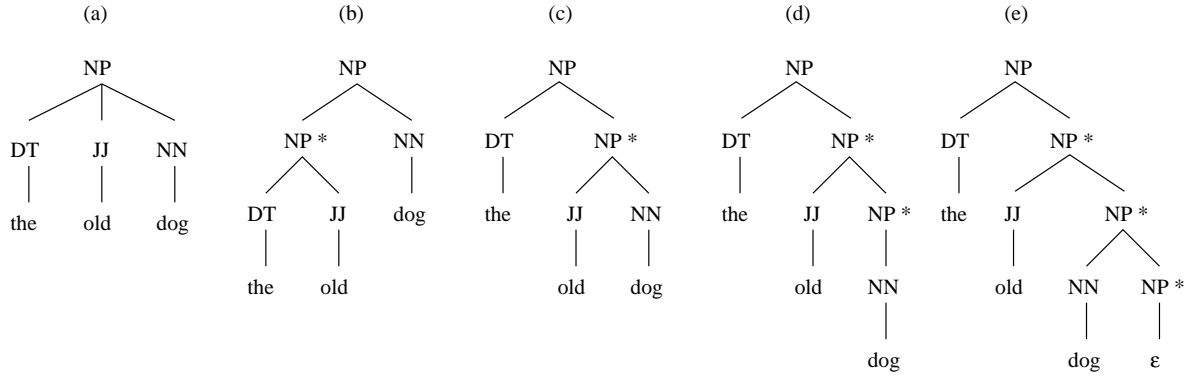 (a) (b) (c) (d) (e)
NP NP NP NP NP
DT JJ NN NP * NN DT NP * DT NP * DT NP *
the old dog DT JJ dog the JJ NN the JJ NP * the JJ NP *
the old old dog old NN old NN NP *
dog dog ε